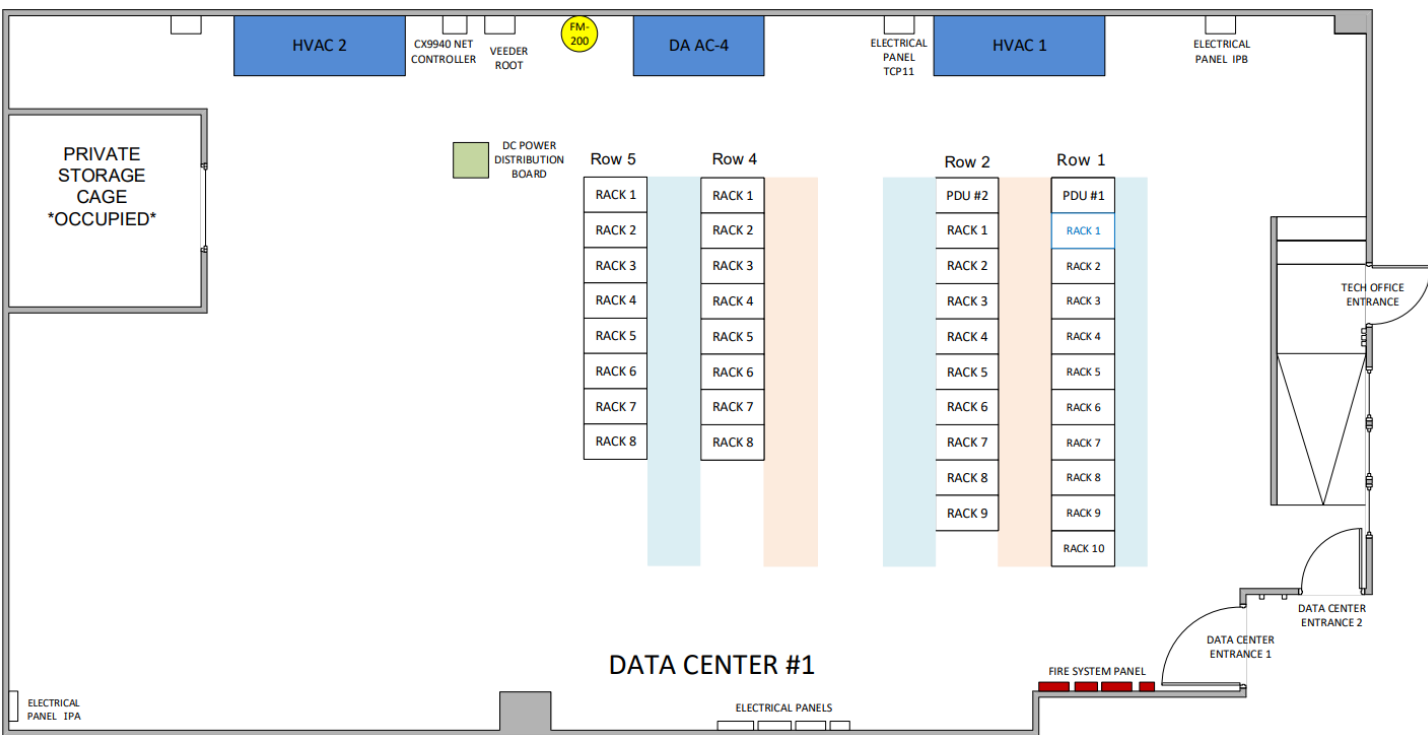 HVAC 2
CX9940 NET
CONTROLLER
VEEDER
ROOT
FM-
200
DA AC-4
ELECTRICAL
PANEL
TCP11
HVAC 1
ELECTRICAL
PANEL IPB
PRIVATE
STORAGE
CAGE
*OCCUPIED*
DC POWER
DISTRIBUTION
BOARD
Row 5
RACK 1
RACK 2
RACK 3
RACK 4
RACK 5
RACK 6
RACK 7
RACK 8
Row 4
RACK 1
RACK 2
RACK 3
RACK 4
RACK 5
RACK 6
RACK 7
RACK 8
Row 2
PDU #2
RACK 1
RACK 2
RACK 3
RACK 4
RACK 5
RACK 6
RACK 7
RACK 8
RACK 9
Row 1
PDU #1
RACK 1
RACK 2
RACK 3
RACK 4
RACK 5
RACK 6
RACK 7
RACK 8
RACK 9
RACK 10
TECH OFFICE
ENTRANCE
DATA CENTER
ENTRANCE 2
DATA CENTER
ENTRANCE 1
DATA CENTER #1
FIRE SYSTEM PANEL
ELECTRICAL
PANEL IPA
ELECTRICAL PANELS